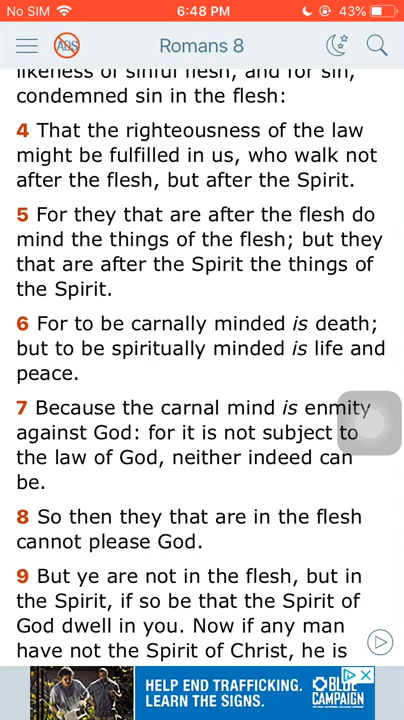 No SIM 6:48 PM 43%
ADS Romans 8
likeness of sinful flesh, and for sin,
condemned sin in the flesh:
4 That the righteousness of the law
might be fulfilled in us, who walk not
after the flesh, but after the Spirit.
5 For they that are after the flesh do
mind the things of the flesh; but they
that are after the Spirit the things of
the Spirit.
6 For to be carnally minded is death;
but to be spiritually minded is life and
peace.
7 Because the carnal mind is enmity
against God: for it is not subject to
the law of God, neither indeed can
be.
8 So then they that are in the flesh
cannot please God.
9 But ye are not in the flesh, but in
the Spirit, if so be that the Spirit of
God dwell in you. Now if any man
have not the Spirit of Christ, he is
HELP END TRAFFICKING.
LEARN THE SIGNS.
BLUE
CAMPAIGN